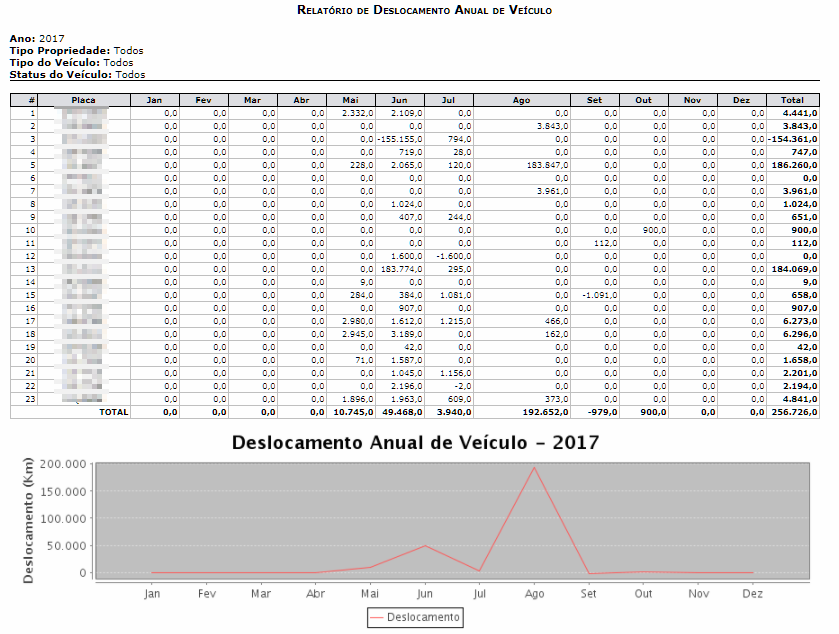 Relatório de Deslocamento Anual de Veículo
Ano: 2017
Tipo Propriedade: Todos
Tipo do Veículo: Todos
Status do Veículo: Todos
# Placa Jan Fev Mar Abr Mai Jun Jul Ago Set Out Nov Dez Total
1 0,0 0,0 0,0 0,0 2.332,0 2.109,0 0,0 0,0 0,0 0,0 0,0 0,0 4.441,0
2 0,0 0,0 0,0 0,0 0,0 0,0 0,0 3.843,0 0,0 0,0 0,0 0,0 3.843,0
3 0,0 0,0 0,0 0,0 0,0 -155.155,0 794,0 0,0 0,0 0,0 0,0 0,0 -154.361,0
4 0,0 0,0 0,0 0,0 0,0 719,0 28,0 0,0 0,0 0,0 0,0 0,0 747,0
5 0,0 0,0 0,0 0,0 228,0 2.065,0 120,0 183.847,0 0,0 0,0 0,0 0,0 186.260,0
6 0,0 0,0 0,0 0,0 0,0 0,0 0,0 0,0 0,0 0,0 0,0 0,0 0,0
7 0,0 0,0 0,0 0,0 0,0 0,0 0,0 3.961,0 0,0 0,0 0,0 0,0 3.961,0
8 0,0 0,0 0,0 0,0 0,0 1.024,0 0,0 0,0 0,0 0,0 0,0 0,0 1.024,0
9 0,0 0,0 0,0 0,0 0,0 407,0 244,0 0,0 0,0 0,0 0,0 0,0 651,0
10 0,0 0,0 0,0 0,0 0,0 0,0 0,0 0,0 0,0 900,0 0,0 0,0 900,0
11 0,0 0,0 0,0 0,0 0,0 0,0 0,0 0,0 112,0 0,0 0,0 0,0 112,0
12 0,0 0,0 0,0 0,0 0,0 1.600,0 -1.600,0 0,0 0,0 0,0 0,0 0,0 0,0
13 0,0 0,0 0,0 0,0 0,0 183.774,0 295,0 0,0 0,0 0,0 0,0 0,0 184.069,0
14 0,0 0,0 0,0 0,0 9,0 0,0 0,0 0,0 0,0 0,0 0,0 0,0 9,0
15 0,0 0,0 0,0 0,0 284,0 384,0 1.081,0 0,0 -1.091,0 0,0 0,0 0,0 658,0
16 0,0 0,0 0,0 0,0 0,0 907,0 0,0 0,0 0,0 0,0 0,0 0,0 907,0
17 0,0 0,0 0,0 0,0 2.980,0 1.612,0 1.215,0 466,0 0,0 0,0 0,0 0,0 6.273,0
18 0,0 0,0 0,0 0,0 2.945,0 3.189,0 0,0 162,0 0,0 0,0 0,0 0,0 6.296,0
19 0,0 0,0 0,0 0,0 0,0 42,0 0,0 0,0 0,0 0,0 0,0 0,0 42,0
20 0,0 0,0 0,0 0,0 71,0 1.587,0 0,0 0,0 0,0 0,0 0,0 0,0 1.658,0
21 0,0 0,0 0,0 0,0 0,0 1.045,0 1.156,0 0,0 0,0 0,0 0,0 0,0 2.201,0
22 0,0 0,0 0,0 0,0 0,0 2.196,0 -2,0 0,0 0,0 0,0 0,0 0,0 2.194,0
23 0,0 0,0 0,0 0,0 1.896,0 1.963,0 609,0 373,0 0,0 0,0 0,0 0,0 4.841,0
TOTAL 0,0 0,0 0,0 0,0 10.745,0 49.468,0 3.940,0 192.652,0 -979,0 900,0 0,0 0,0 256.726,0
Deslocamento Anual de Veículo - 2017
Deslocamento (Km)
200.000
150.000
100.000
50.000
0
Jan Fev Mar Abr Mai Jun Jul Ago Set Out Nov Dez
Deslocamento